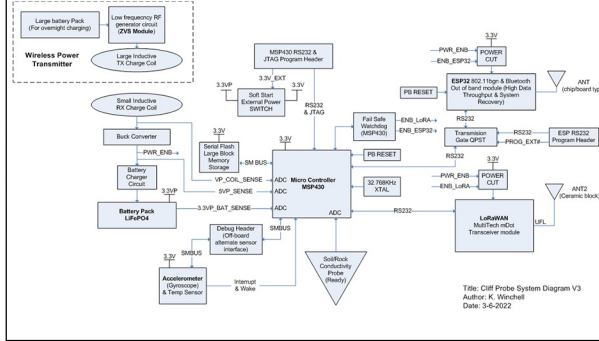 Large battery Pack
(For overnight charging)
Low frequecnry RF
generator circuit
(ZVS Module)
Wireless Power
Transmitter
Large Inductive
TX Charge Coil
MSP430 RS232 &
JTAG Program Header
3.3V_EXT
3.3VP
3.3V
Soft Start
External Power
SWITCH
RS232
& JTAG
3.3V
PWR_ENB
ENB_ESP32
POWER
CUT
ESP32 802.11bgn & Bluetooth
Out of band module (High Data
Throughput & System
Recovery)
ANT
(chip/board typ
PB RESET
RS232
Small Inductive
RX Charge Coil
Buck Converter
PWR_ENB
Battery
Charger
Circuit
3.3VP
Battery Pack
LiFePO4
3.3V
Serial Flash
Large Block
Memory
Storage
SM BUS
VP_COIL_SENSE
5VP_SENSE
3.3VP_BAT_SENSE
3.3V
ADC
ADC
ADC
ADC
Micro Controller
MSP430
Fail Safe
Watchdog
(MSP430)
ENB_LoRA
ENB_ESP32
Transmision
Gate QPST
RS232
PROG_EXT#
ESP RS232
Program Header
PB RESET
RS232
32.768KHz
XTAL
3.3V
PWR_ENB
ENB_LoRA
POWER
CUT
RS232
LoRaWAN
MultiTech mDot
Transceiver module
UFL
ANT2
(Ceramic block)
Debug Header
(Off-board
alternate sensor
interface)
SMBUS
SMBUS
3.3V
Accelerometer
(Gyroscope)
& Temp Sensor
Interrupt
& Wake
Soil/Rock
Conductivity
Probe
(Ready)
Title: Cliff Probe System Diagram V3
Author: K. Winchell
Date: 3-6-2022